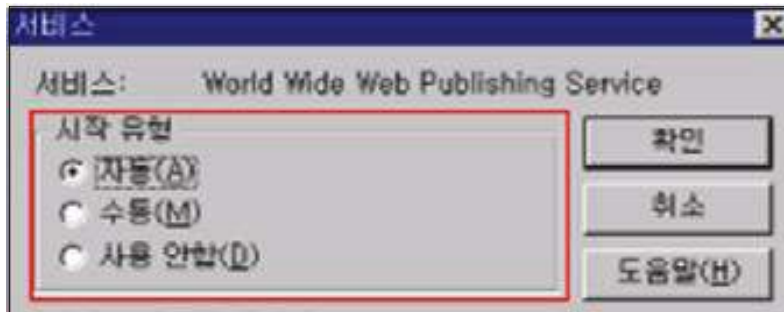 서비스
서비스: World Wide Web Publishing Service
시작 유형
자동(A)
수동(M)
사용 안함(D)
확인
취소
도움말(H)